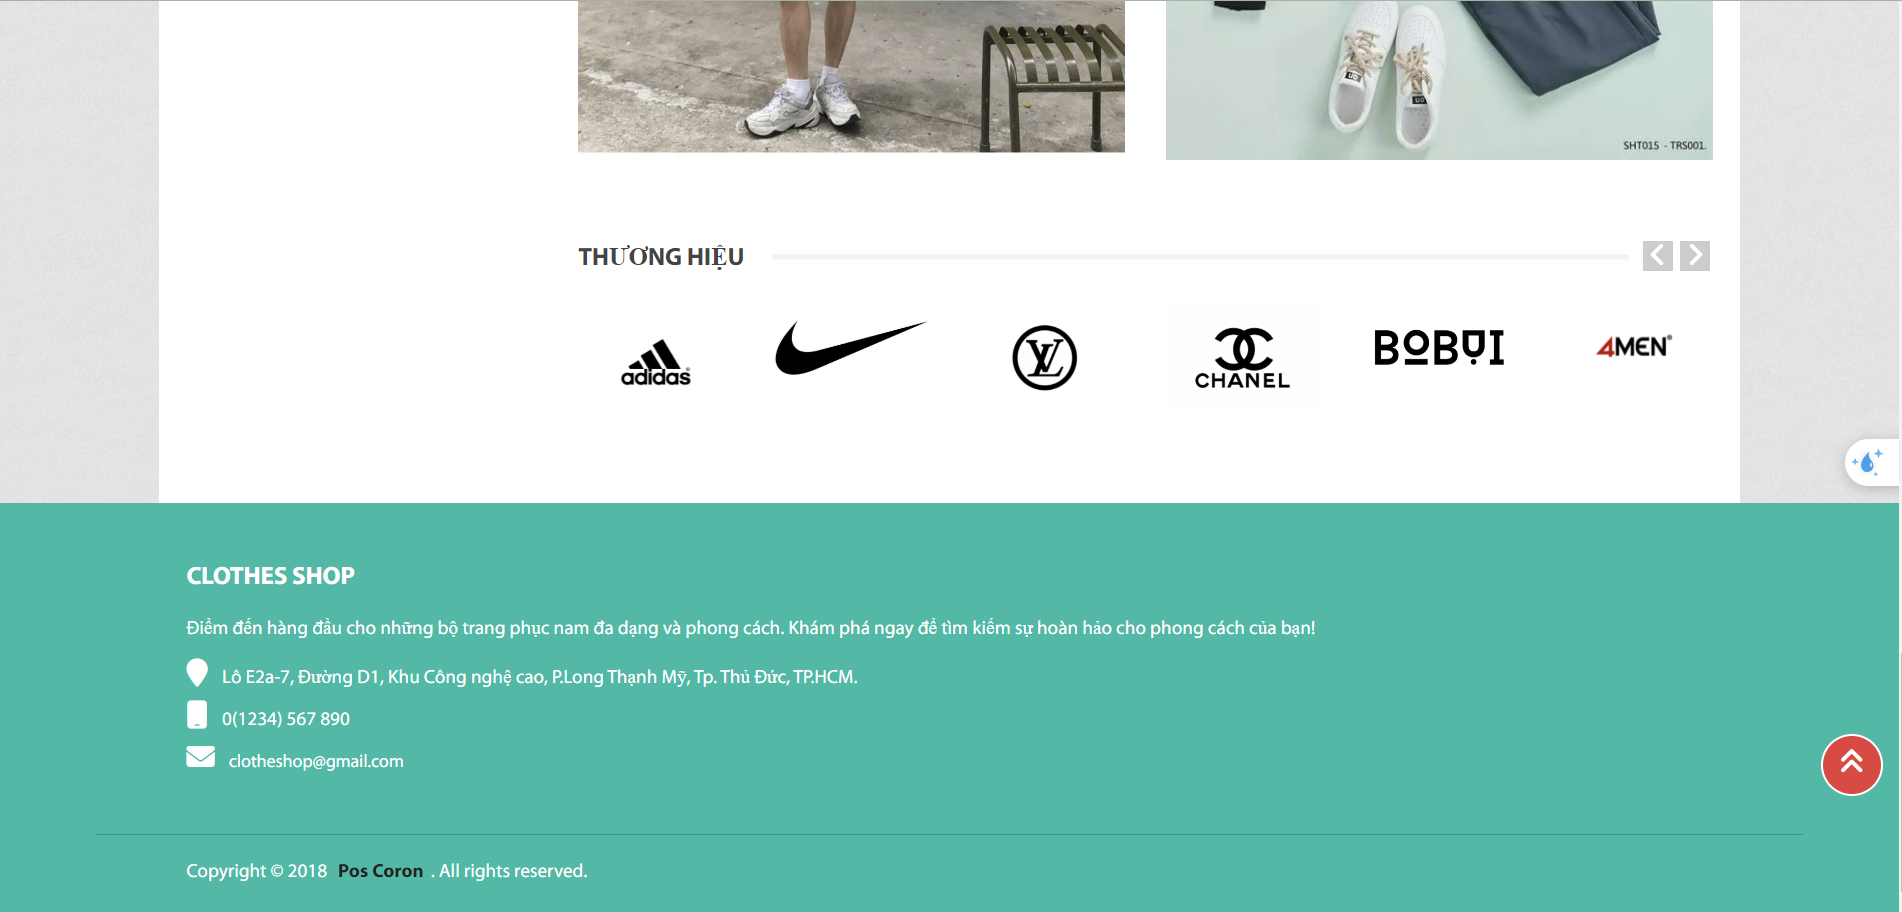 SHT015 - TRS001.
THƯƠNG HIỆU
adidas
CHANEL
BOBUI
4MEN®
CLOTHES SHOP
Điểm đến hàng đầu cho những bộ trang phục nam đa dạng và phong cách. Khám phá ngay để tìm kiếm sự hoàn hảo cho phong cách của bạn!
Lô E2a-7, Đường D1, Khu Công nghệ cao, P.Long Thạnh Mỹ, Tp. Thủ Đức, TP.HCM.
0(1234) 567 890
clotheshop@gmail.com
Copyright © 2018 Pos Coron . All rights reserved.